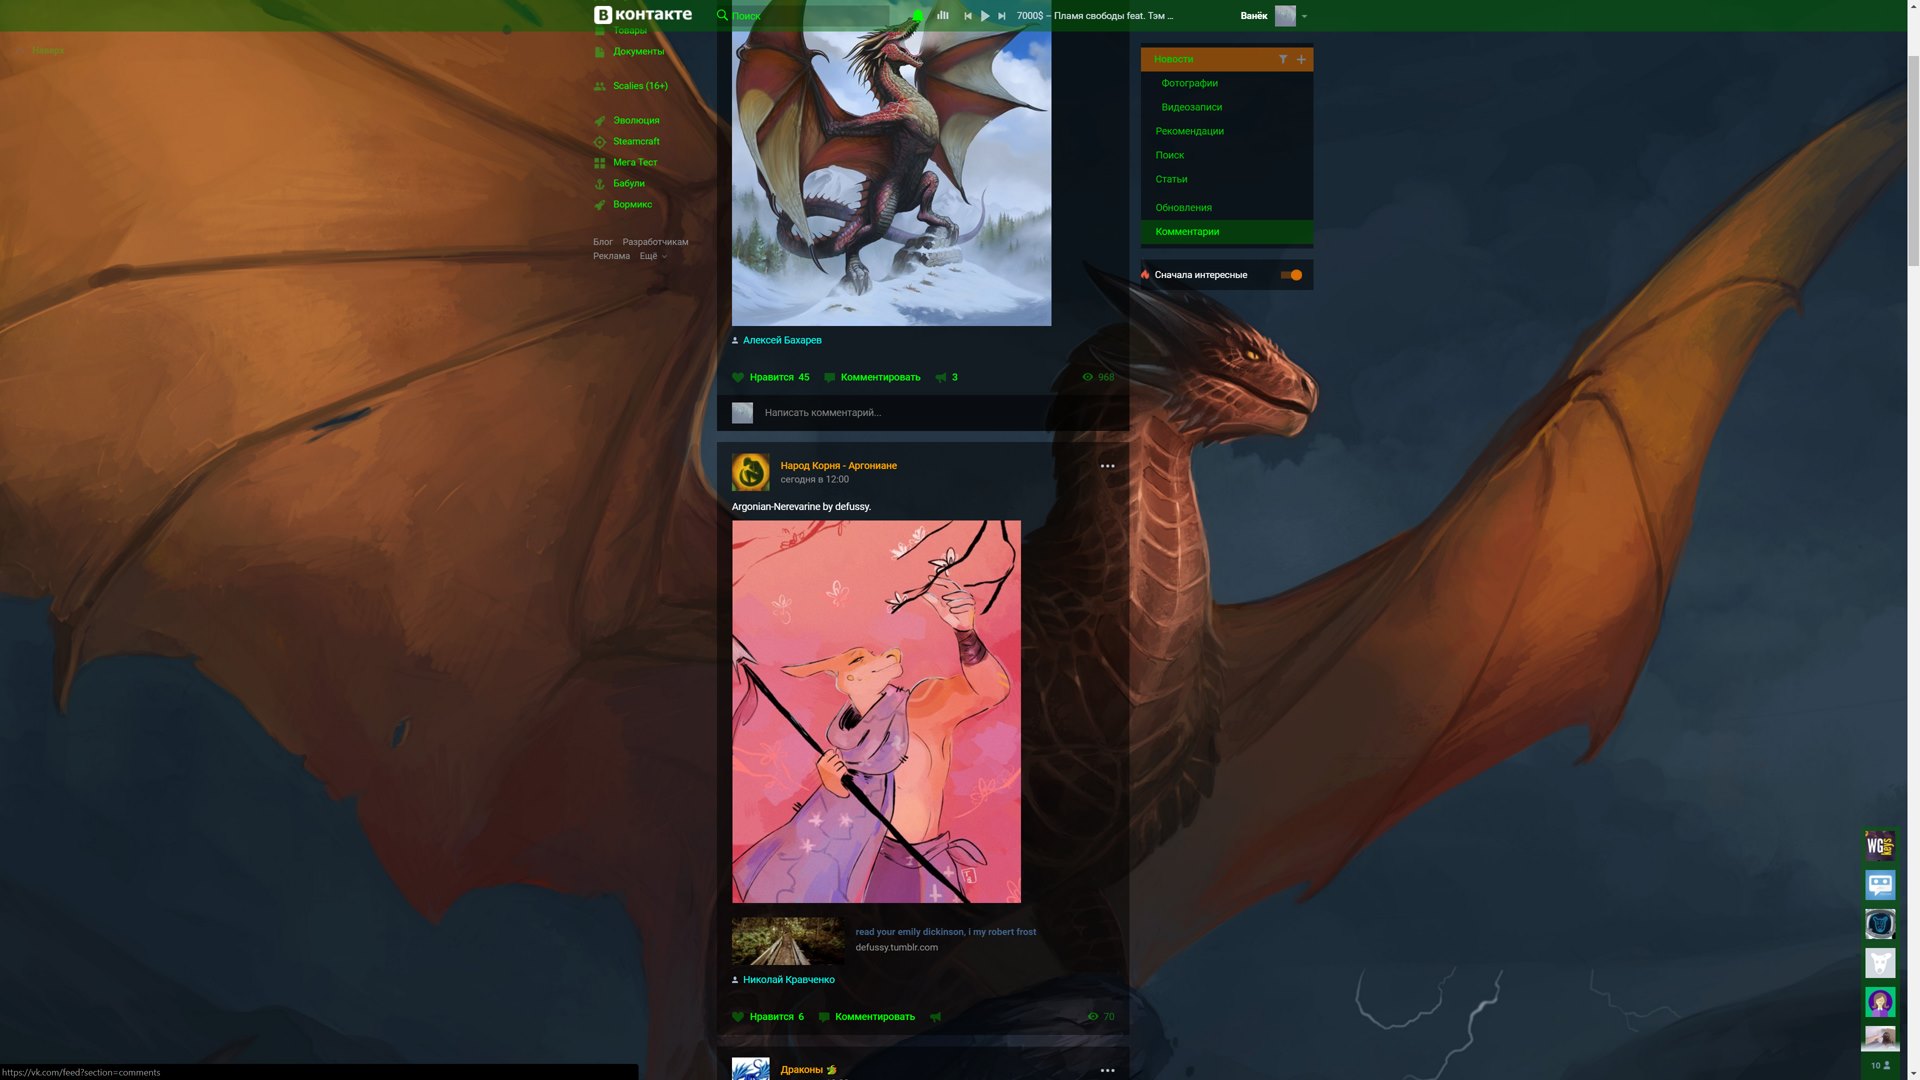 Вконтакте
Поиск
7000$ – Пламя свободы feat. Тэм ...
Ванёк
Наверх
Товары
Документы
Scalies (16+)
Эволюция
Steamcraft
Мега Тест
Бабули
Вормикс
Блог Разработчикам
Реклама Ещё
Алексей Бахарев
Нравится 45 Комментировать 3 968
Написать комментарий...
Народ Корня - Аргониане
сегодня в 12:00
Argonian-Nerevarine by defussy.
read your emily dickinson, i my robert frost
defussy.tumblr.com
Николай Кравченко
Нравится 6 Комментировать 70
Драконы
Новости
Фотографии
Видеозаписи
Рекомендации
Поиск
Статьи
Обновления
Комментарии
Сначала интересные
WG keys
10
https://vk.com/feed?section=comments